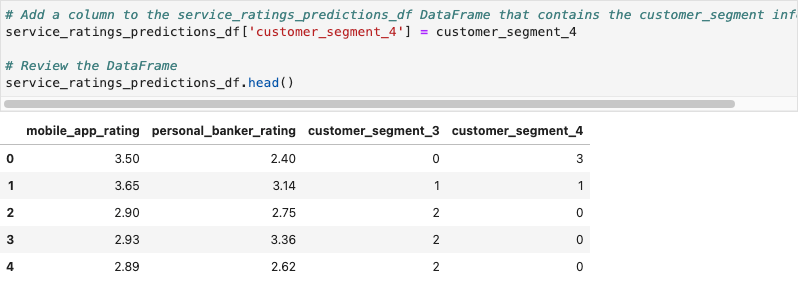 # Add a column to the service_ratings_predictions_df DataFrame that contains the customer_segment
service_ratings_predictions_df['customer_segment_4'] = customer_segment_4
# Review the DataFrame
service_ratings_predictions_df.head()
mobile_app_rating personal_banker_rating customer_segment_3 customer_segment_4
0 3.50 2.40 0 3
1 3.65 3.14 1 1
2 2.90 2.75 2 0
3 2.93 3.36 2 0
4 2.89 2.62 2 0